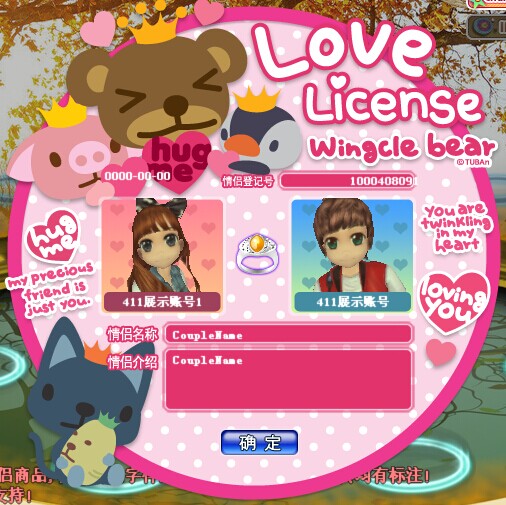 LOVE
LICENSE
Wingcle bear
©TUBAn
hug
me
0000-00-00
情侣登记号
100040809
hug
me
you are
twinkling
in my
heart
my precious
friend is
just you.
loving
you
411展示账号1
411展示账号
情侣名称
CoupleName
情侣介绍
CoupleName
确 定
侣商品
字
有标注!
支持!